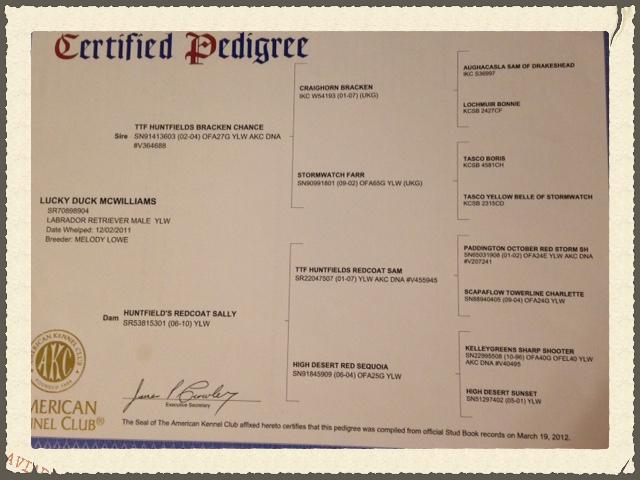 Certified Pedigree
AUGHACASLA SAM OF DRAKESHEAD
IKC S36997
CRAIGHORN BRACKEN
IKC W54193 (01-07) (UKG)
LOCHMUIR BONNIE
KCSB 2427CF
TTF HUNTFIELDS BRACKEN CHANCE
Sire SN91413603 (02-04) OFA27G YLW AKC DNA
#V364688
TASCO BORIS
KCSB 4581CH
STORMWATCH FARR
SN90991801 (09-02) OFA65G YLW (UKG)
TASCO YELLOW BELLE OF STORMWATCH
KCSB 2315CD
LUCKY DUCK MCWILLIAMS
SR70898904
LABRADOR RETRIEVER MALE YLW
Date Whelped: 12/02/2011
Breeder: MELODY LOWE
PADDINGTON OCTOBER RED STORM SH
SN65031908 (01-02) OFA24E YLW AKC DNA
#V207241
TTF HUNTFIELDS REDCOAT SAM
SR22047507 (01-07) YLW AKC DNA #V455945
SCAPAFLOW TOWERLINE CHARLETTE
SN88940405 (09-04) OFA24G YLW
HUNTFIELD'S REDCOAT SALLY
Dam SR53815301 (06-10) YLW
KELLEYGREENS SHARP SHOOTER
SN22995508 (10-96) OFA40G OFEL40 YLW
AKC DNA #V40495
HIGH DESERT RED SEQUOIA
SN91845909 (06-04) OFA25G YLW
HIGH DESERT SUNSET
SN51297402 (05-01) YLW
AKC
FOUNDED 1884
MERICAN
NEL CLUB®
Executive Secretary
The Seal of The American Kennel Club affixed hereto certifies that this pedigree was compiled from official Stud Book records on March 19, 2012.